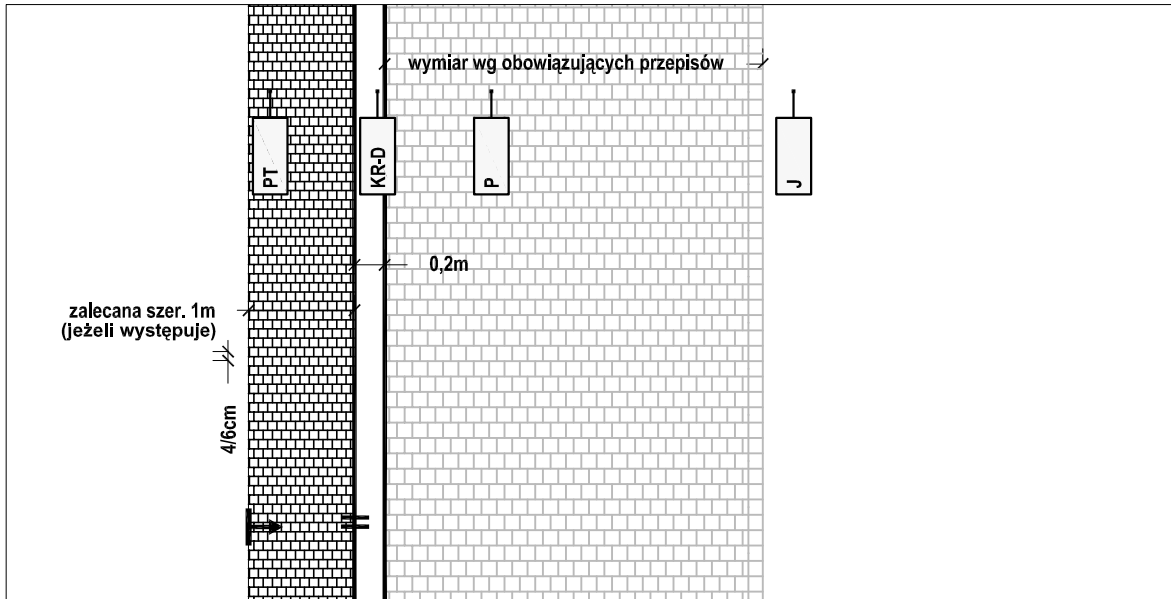 wymiar wg obowiązujących przepisów
PT
KR-D
P
J
0,2m
zalecana szer. 1m
(jeżeli występuje)
4/6cm